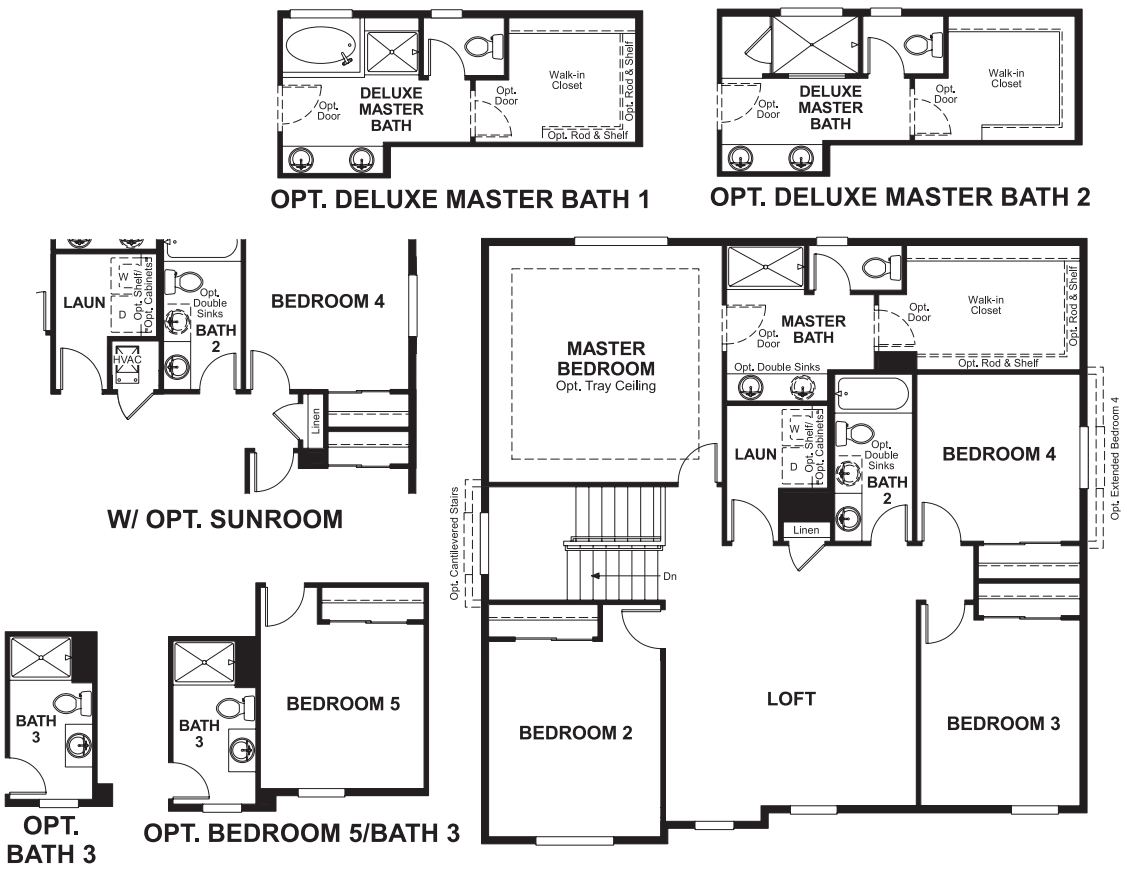 Opt.
Door
DELUXE
MASTER
BATH
Opt.
Door
Walk-in
Closet
Opt. Rod & Shelf
Opt. Rod & Shelf
OPT. DELUXE MASTER BATH 1
Opt.
Door
DELUXE
MASTER
BATH
Opt.
Door
Walk-in
Closet
OPT. DELUXE MASTER BATH 2
LAUN
W
D
Opt. Shelf/
Opt. Cabinets
HVAC
Opt.
Double
Sinks
BATH
2
BEDROOM 4
Linen
W/ OPT. SUNROOM
MASTER
BEDROOM
Opt. Tray Ceiling
Opt.
Door
MASTER
BATH
Opt. Double Sinks
Opt.
Door
Walk-in
Closet
Opt. Rod & Shelf
Opt. Rod & Shelf
LAUN
W
D
Opt. Shelf/
Opt. Cabinets
Linen
Opt.
Double
Sinks
BATH
2
BEDROOM 4
Opt. Extended Bedroom 4
Opt. Cantilevered Stairs
Dn
BEDROOM 2
LOFT
BEDROOM 3
BATH
3
OPT.
BATH 3
BATH
3
BEDROOM 5
OPT. BEDROOM 5/BATH 3